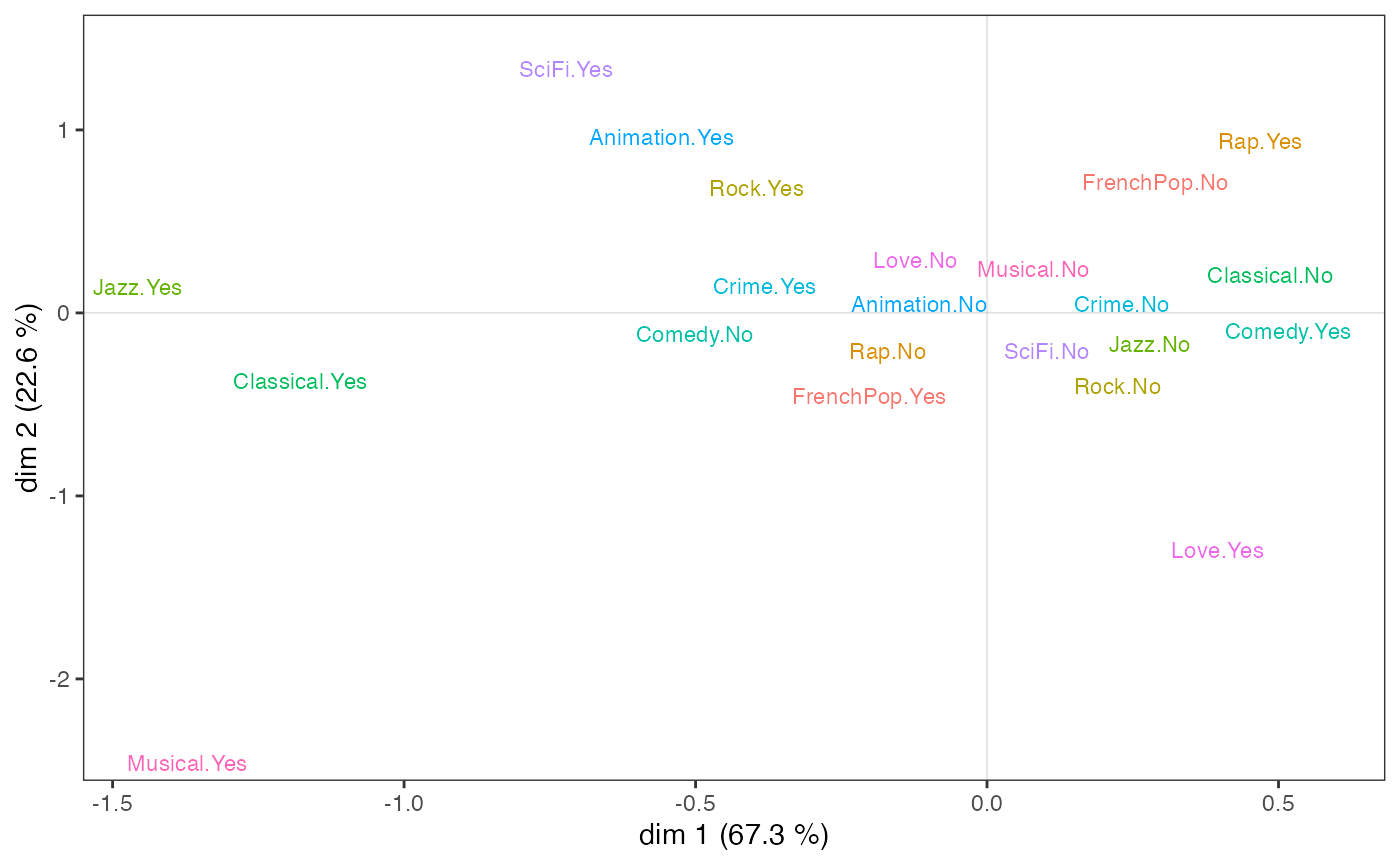 SciFi.Yes
1
Animation.Yes
Rap.Yes
FrenchPop.No
Rock.Yes
Love.No
Musical.No
Classical.No
Jazz.Yes
Crime.Yes
Animation.No
Crime.No
0
Comedy.No
Comedy.Yes
Rap.No
SciFi.No
Jazz.No
Classical.Yes
Rock.No
FrenchPop.Yes
dim 2 (22.6 %)
-1
Love.Yes
-2
Musical.Yes
-1.5 -1.0 -0.5 0.0 0.5
dim 1 (67.3 %)